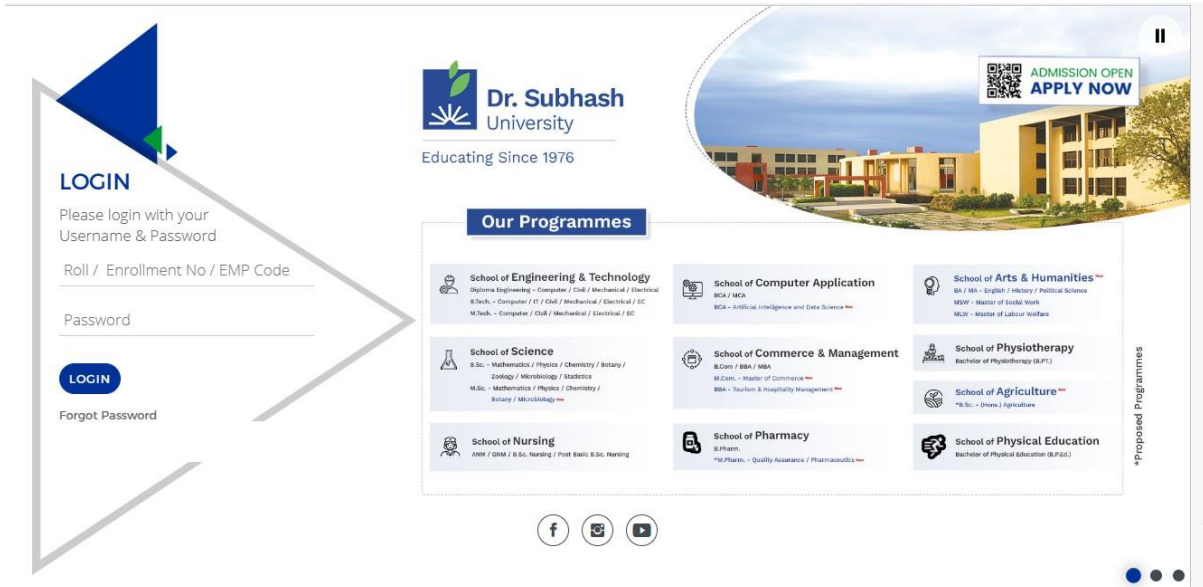 LOGIN
Please login with your
Username & Password
Roll / Enrollment No / EMP Code
Password
LOGIN
Forgot Password
Dr. Subhash
University
Educating Since 1976
ADMISSION OPEN
APPLY NOW
Our Programmes
School of Engineering & Technology
Diploma Engineering - Computer / Civil / Mechanical / Electrical
B.Tech. - Computer / IT / Civil / Mechanical / Electrical / EC
M.Tech. - Computer / Civil / Mechanical / Electrical / EC
School of Science
B.Sc. - Mathematics / Physics / Chemistry / Botany /
Zoology / Microbiology / Statistics
M.Sc. - Mathematics / Physics / Chemistry /
Botany / Microbiology New
School of Nursing
ANM / GNM / B.Sc. Nursing / Post Basic B.Sc. Nursing
School of Computer Application
BCA / MCA
BCA - Artificial Intelligence and Data Science New
School of Commerce & Management
B.Com / BBA / MBA
M.Com. - Master of Commerce New
BBA - Tourism & Hospitality Management New
School of Pharmacy
B.Pharm.
*M.Pharm. - Quality Assurance / Pharmaceutics New
School of Arts & Humanities New
BA / MA - English / History / Political Science
MSW - Master of Social Work
MLW - Master of Labour Welfare
School of Physiotherapy
Bachelor of Physiotherapy (B.PT.)
School of Agriculture New
*B.Sc. - (Hons.) Agriculture
School of Physical Education
Bachelor of Physical Education (B.P.Ed.)
*Proposed Programmes